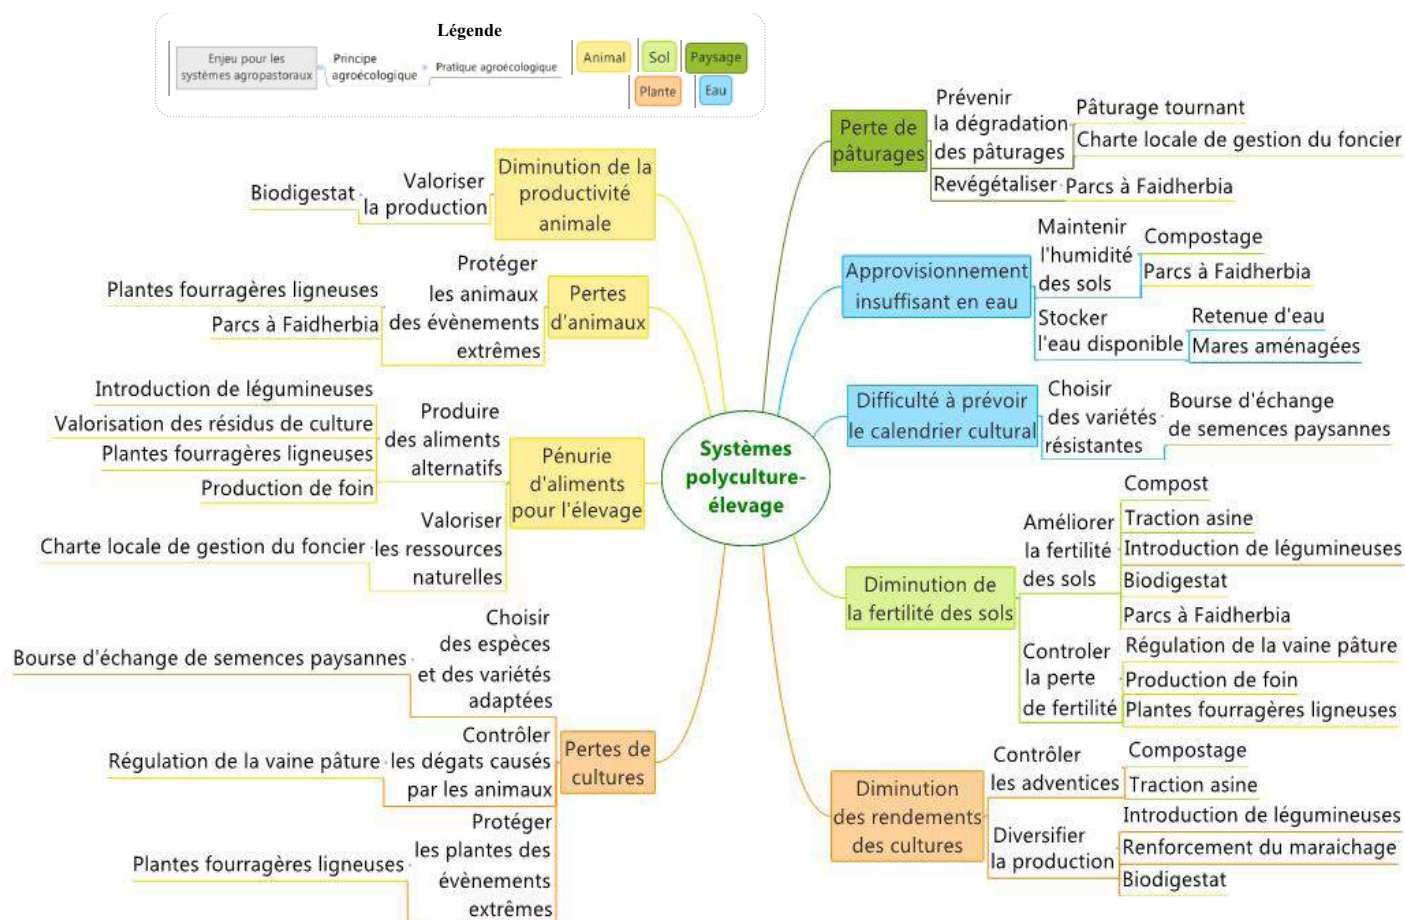 Légende
Enjeu pour les
systèmes agropastoraux
Principe
agroécologique
Pratique agroécologique
Animal
Sol
Paysage
Plante
Eau
Systèmes
polyculture-
élevage
Diminution de la
productivité
animale
Valoriser
la production
Biodigestat
Pertes
d'animaux
Protéger
les animaux
des évènements
extrêmes
Plantes fourragères ligneuses
Parcs à Faidherbia
Pénurie
d'aliments
pour l'élevage
Produire
des aliments
alternatifs
Introduction de légumineuses
Valorisation des résidus de culture
Plantes fourragères ligneuses
Production de foin
Valoriser
les ressources
naturelles
Charte locale de gestion du foncier
Pertes de
cultures
Choisir
des espèces
et des variétés
adaptées
Bourse d'échange de semences paysannes
Contrôler
les dégats causés
par les animaux
Régulation de la vaine pâture
Protéger
les plantes des
évènements
extrêmes
Plantes fourragères ligneuses
Perte de
pâturages
Prévenir
la dégradation
des pâturages
Pâturage tournant
Charte locale de gestion du foncier
Revégétaliser
Parcs à Faidherbia
Approvisionnement
insuffisant en eau
Maintenir
l'humidité
des sols
Compostage
Parcs à Faidherbia
Stocker
l'eau disponible
Retenue d'eau
Mares aménagées
Difficulté à prévoir
le calendrier cultural
Choisir
des variétés
résistantes
Bourse d'échange
de semences paysannes
Diminution de
la fertilité des sols
Améliorer
la fertilité
des sols
Compost
Traction asine
Introduction de légumineuses
Biodigestat
Parcs à Faidherbia
Controler
la perte
de fertilité
Régulation de la vaine pâture
Production de foin
Plantes fourragères ligneuses
Diminution
des rendements
des cultures
Contrôler
les adventices
Compostage
Traction asine
Diversifier
la production
Introduction de légumineuses
Renforcement du maraichage
Biodigestat